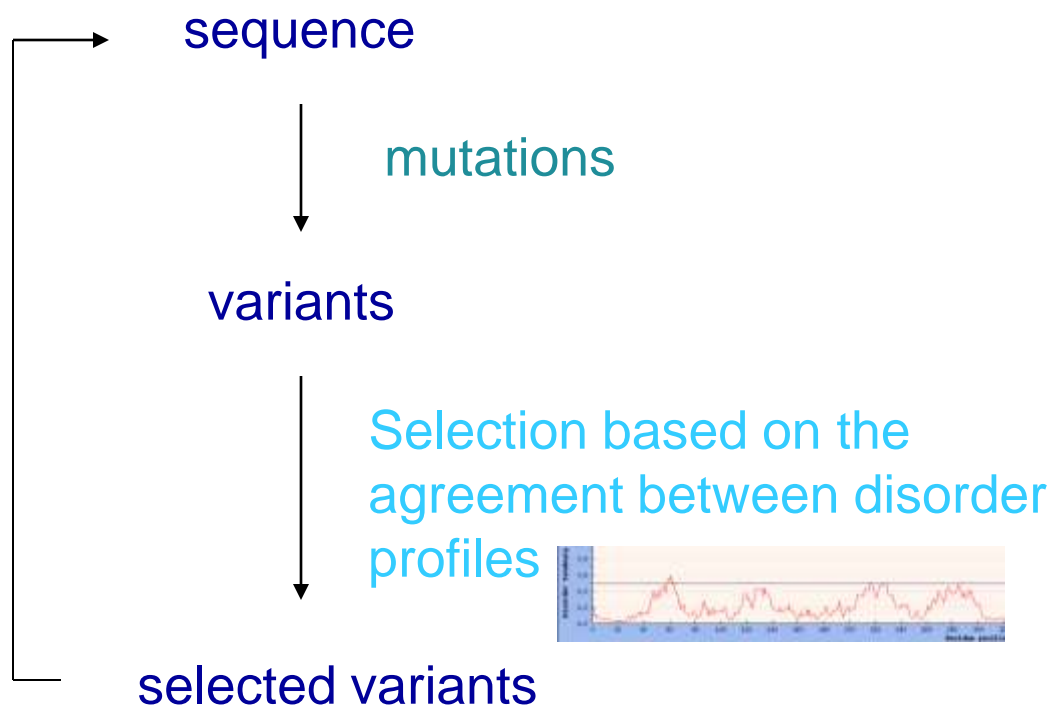 sequence
mutations
variants
Selection based on the
agreement between disorder
profiles
selected variants